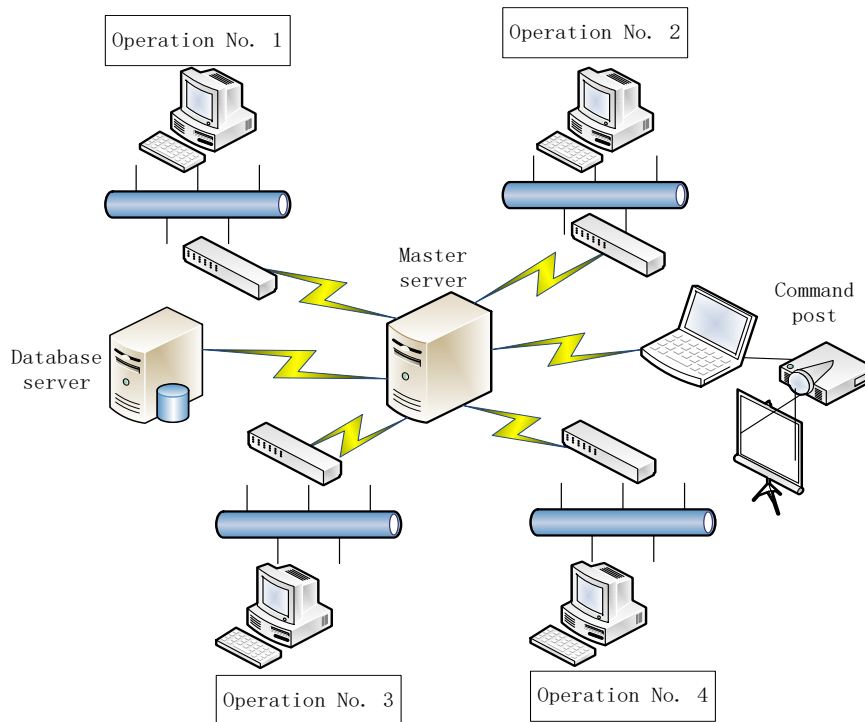 Operation No. 1
Operation No. 2
Master
server
Command
post
Database
server
Operation No. 3
Operation No. 4